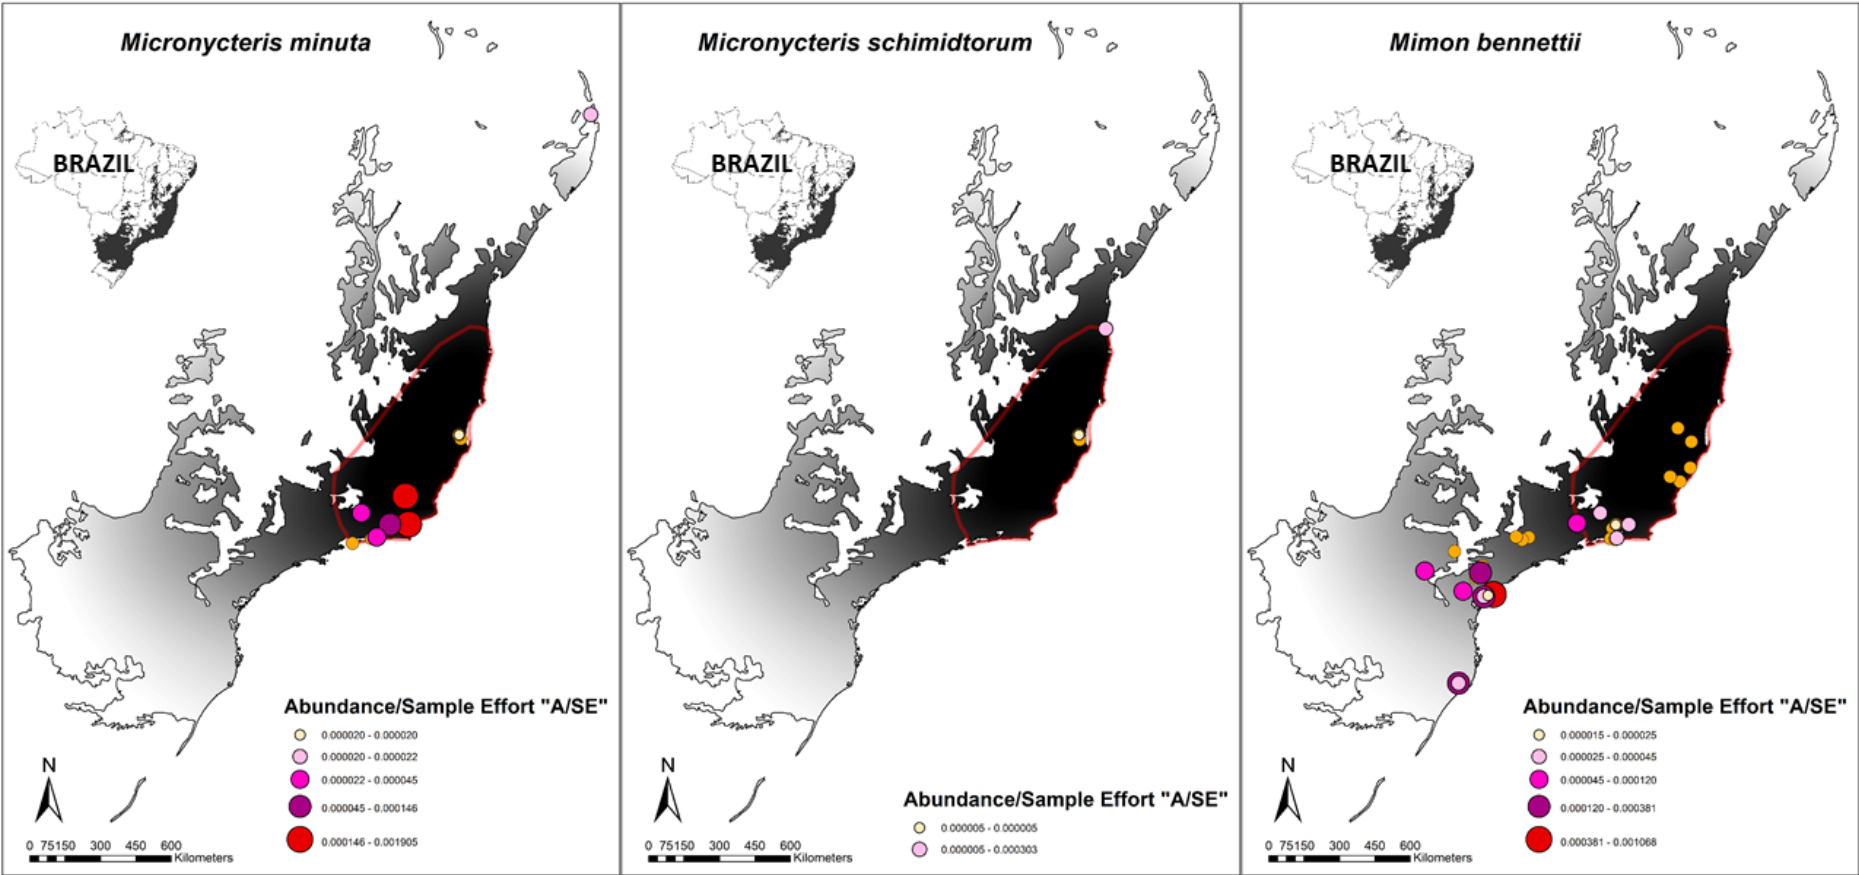 Micronycteris minuta
BRAZIL
Abundance/Sample Effort "A/SE"
0.000020 - 0.000020
0.000020 - 0.000022
0.000022 - 0.000045
0.000045 - 0.000146
0.000146 - 0.001905
N
0 75150 300 450 600
Kilometers
Micronycteris schimidtorum
BRAZIL
Abundance/Sample Effort "A/SE"
0.000005 - 0.000005
0.000005 - 0.000303
N
0 75150 300 450 600
Kilometers
Mimon bennettii
BRAZIL
Abundance/Sample Effort "A/SE"
0.000015 - 0.000025
0.000025 - 0.000045
0.000045 - 0.000120
0.000120 - 0.000381
0.000381 - 0.001068
N
0 75150 300 450 600
Kilometers